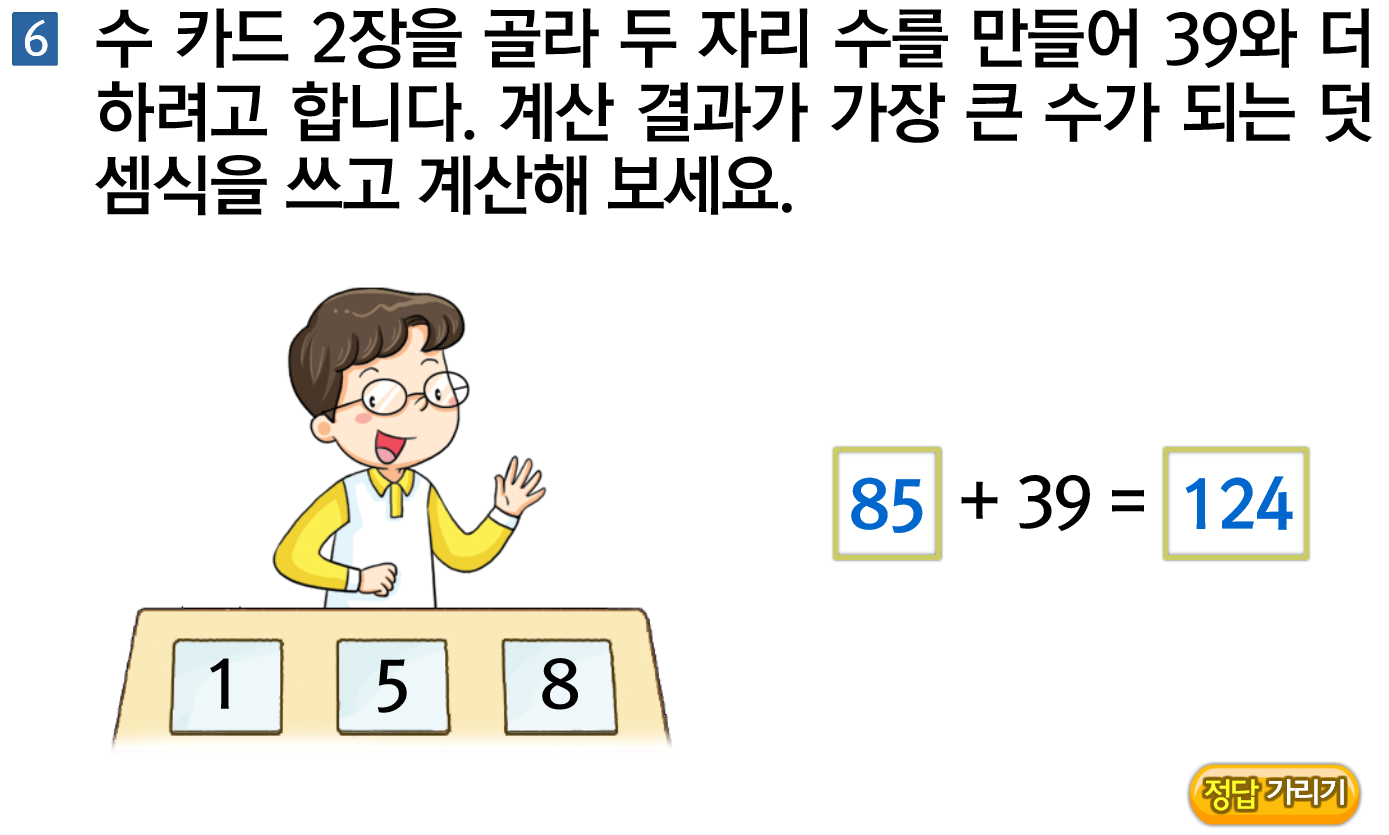 6 수 카드 2장을 골라 두 자리 수를 만들어 39와 더
하려고 합니다. 계산 결과가 가장 큰 수가 되는 덧
셈식을 쓰고 계산해 보세요.
85 + 39 = 124
1 5 8
정답 가리기